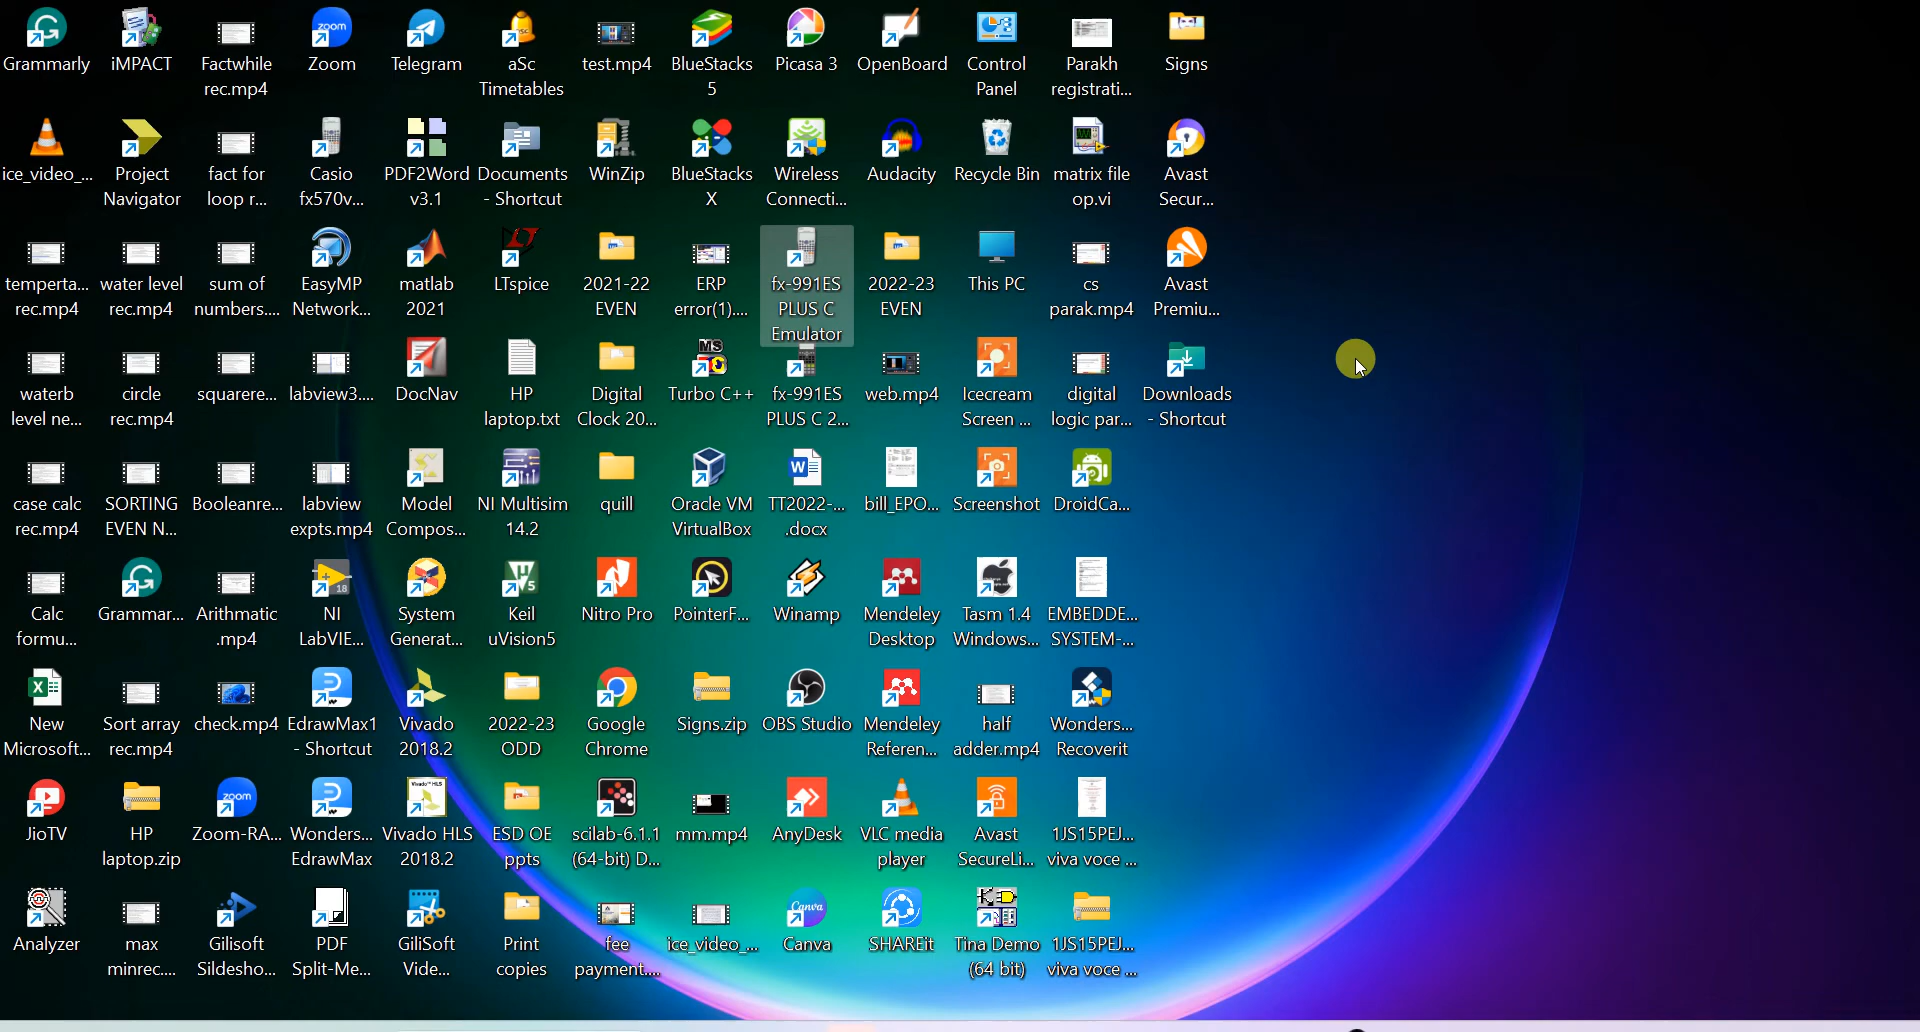 Grammarly
iMPACT
Factwhile
rec.mp4
Zoom
Telegram
aSc
Timetables
test.mp4
BlueStacks
5
Picasa 3
OpenBoard
Control
Panel
Parakh
registrati...
Signs
ice_video_...
Project
Navigator
fact for
loop r...
Casio
fx570v...
PDF2Word
v3.1
Documents
- Shortcut
WinZip
BlueStacks
X
Wireless
Connecti...
Audacity
Recycle Bin
matrix file
op.vi
Avast
Secur...
temperta...
rec.mp4
water level
rec.mp4
sum of
numbers....
EasyMP
Network...
matlab
2021
LTspice
2021-22
EVEN
ERP
error(1)....
fx-991ES
PLUS C
Emulator
2022-23
EVEN
This PC
cs
parak.mp4
Avast
Premiu...
waterb
level ne...
circle
rec.mp4
squarere...
labview3....
DocNav
HP
laptop.txt
Digital
Clock 20...
MS
Turbo C++
fx-991ES
PLUS C 2...
web.mp4
Icecream
Screen ...
digital
logic par...
Downloads
- Shortcut
case calc
rec.mp4
SORTING
EVEN N...
Booleanre...
labview
expts.mp4
Model
Compos...
NI Multisim
14.2
quill
Oracle VM
VirtualBox
TT2022-...
.docx
bill_EPO...
Screenshot
DroidCa...
Calc
formu...
Grammar...
Arithmatic
.mp4
18
NI
LabVIE...
System
Generat...
Keil
uVision5
Nitro Pro
PointerF...
Winamp
Mendeley
Desktop
Tasm 1.4
Windows...
EMBEDDE...
SYSTEM-...
New
Microsoft...
Sort array
rec.mp4
check.mp4
EdrawMax1
- Shortcut
Vivado
2018.2
2022-23
ODD
Google
Chrome
Signs.zip
OBS Studio
Mendeley
Referen...
half
adder.mp4
Wonders...
Recoverit
JioTV
HP
laptop.zip
zoom
Zoom-RA...
Wonders...
EdrawMax
Vivado HLS
2018.2
ESD OE
ppts
scilab-6.1.1
(64-bit) D...
mm.mp4
AnyDesk
VLC media
player
Avast
SecureLi...
1JS15PEJ...
viva voce ...
Analyzer
max
minrec....
Gilisoft
Sildesho...
PDF
Split-Me...
GiliSoft
Vide...
Print
copies
fee
payment....
ice_video_...
Canva
Canva
SHAREit
Tina Demo
(64 bit)
1JS15PEJ...
viva voce ...